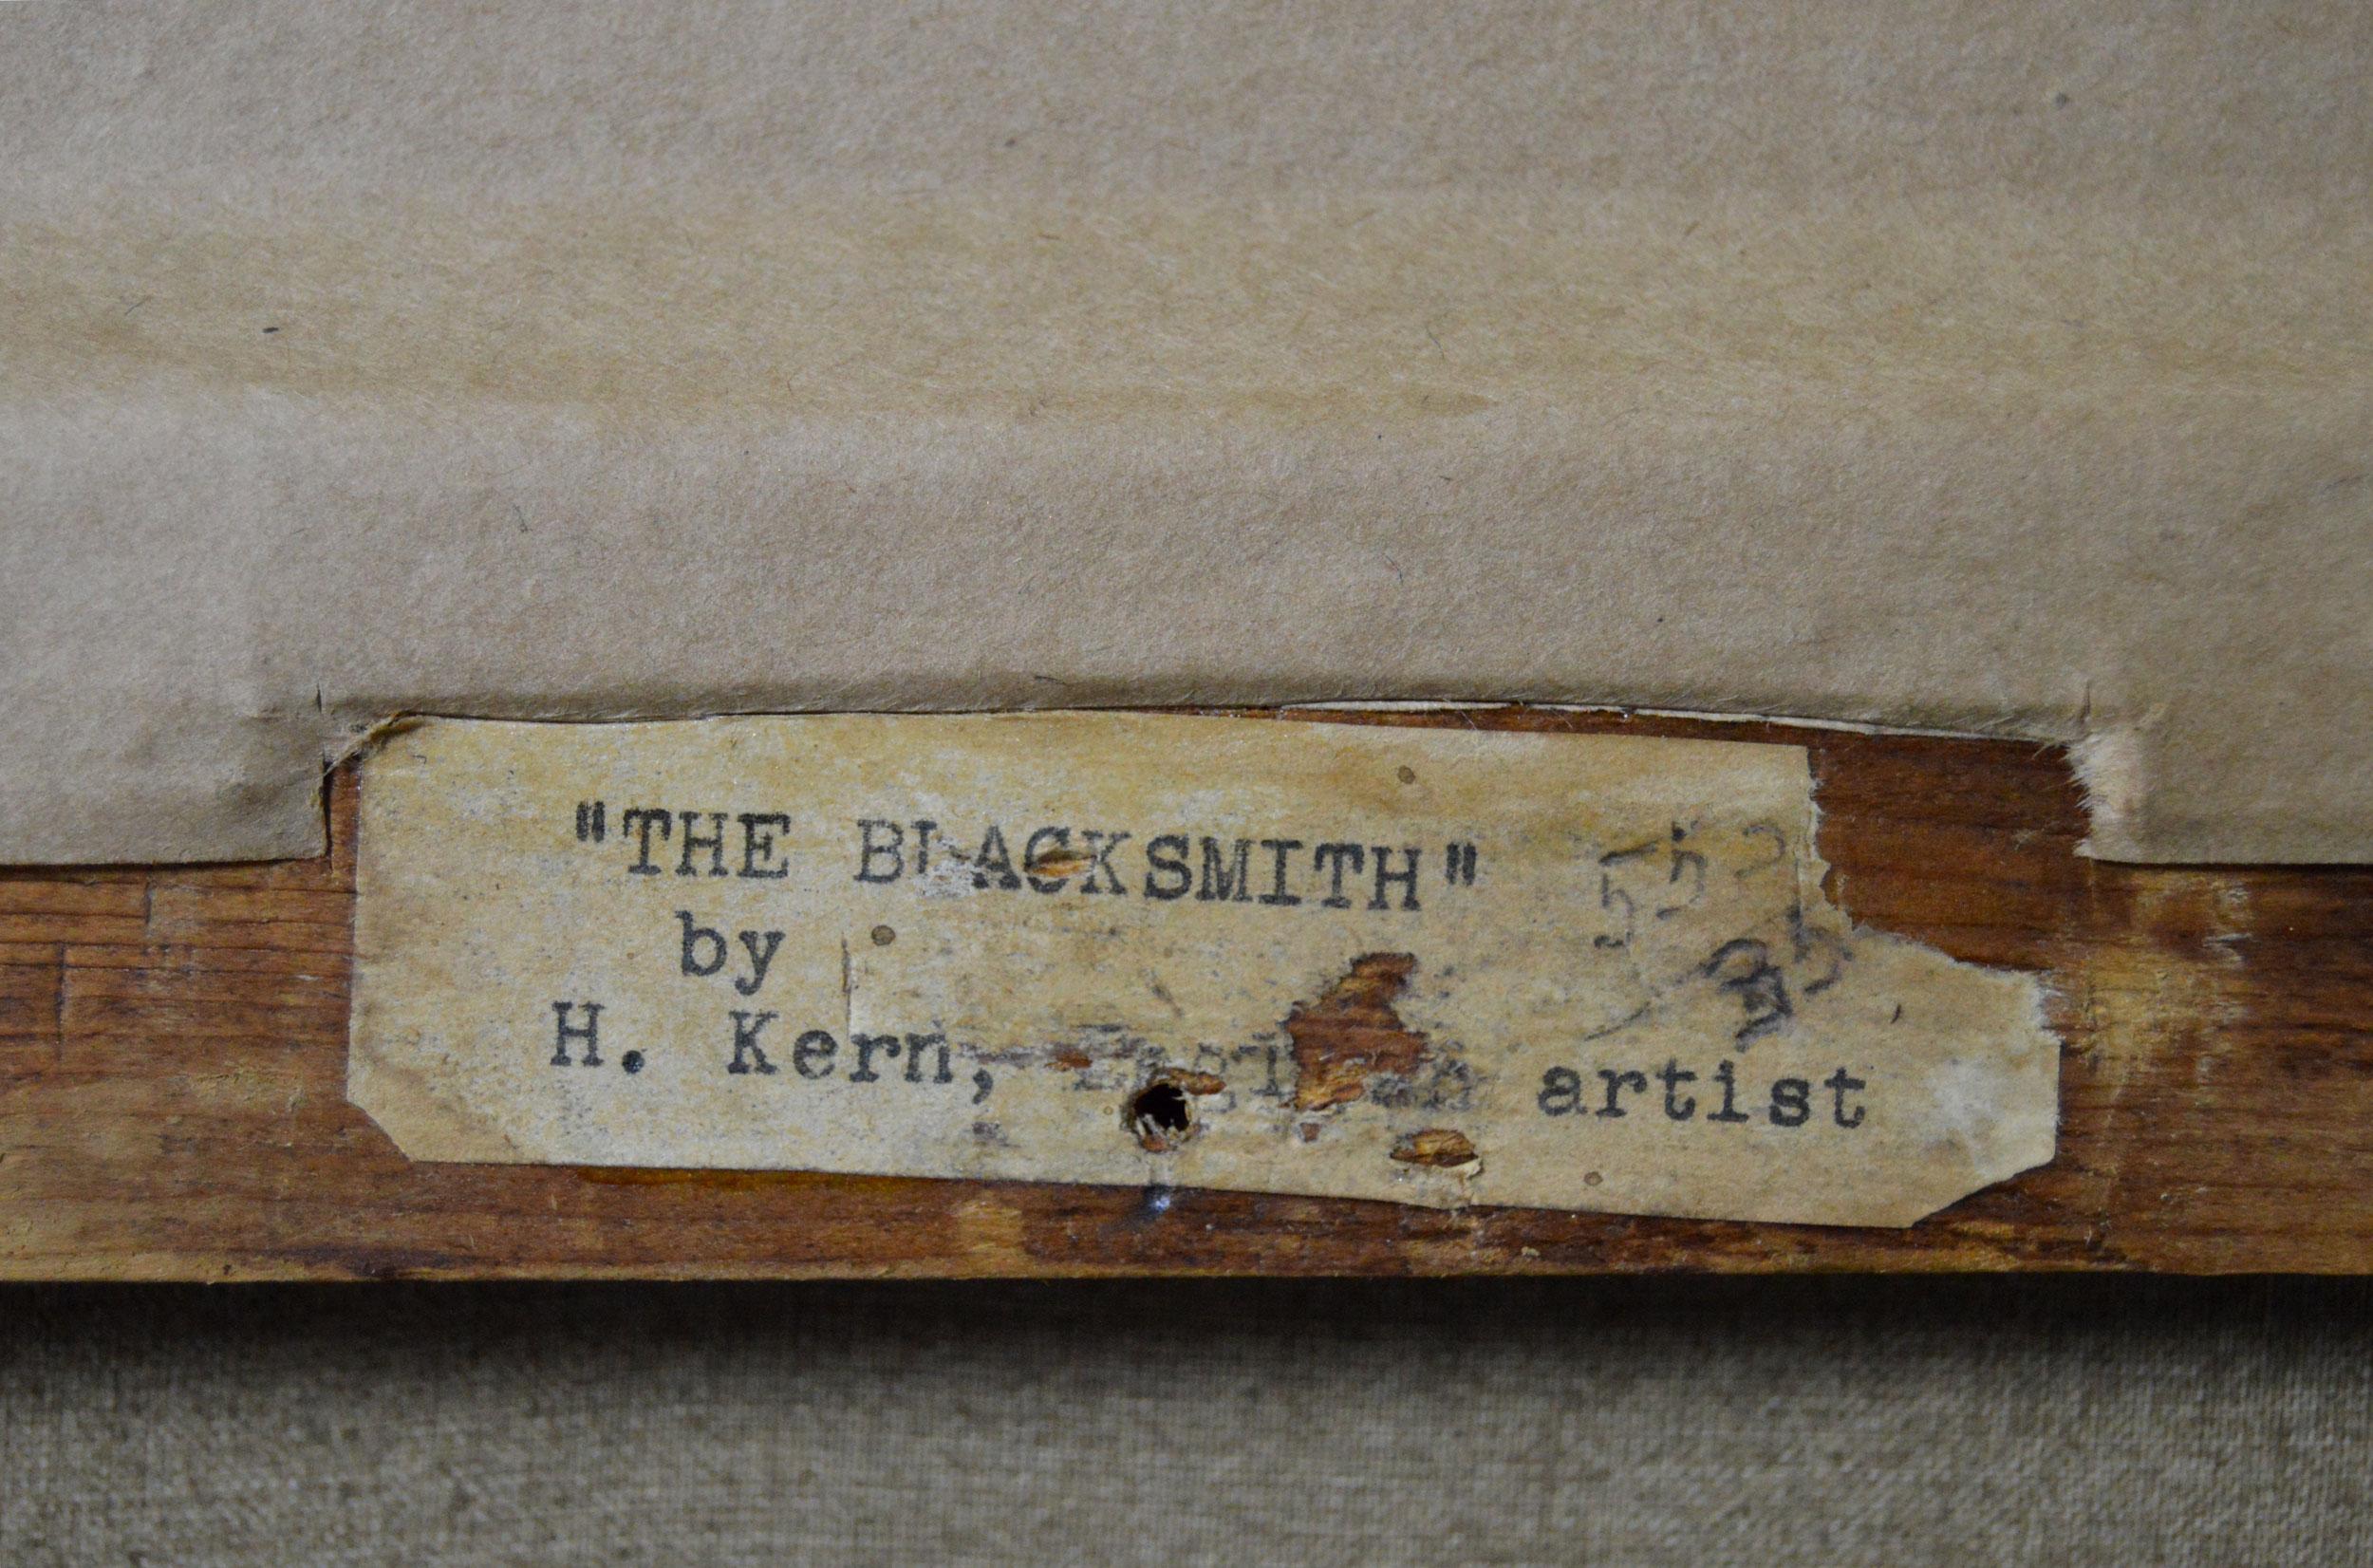 "THE BLACKSMITH"
by
H. Kern, artist